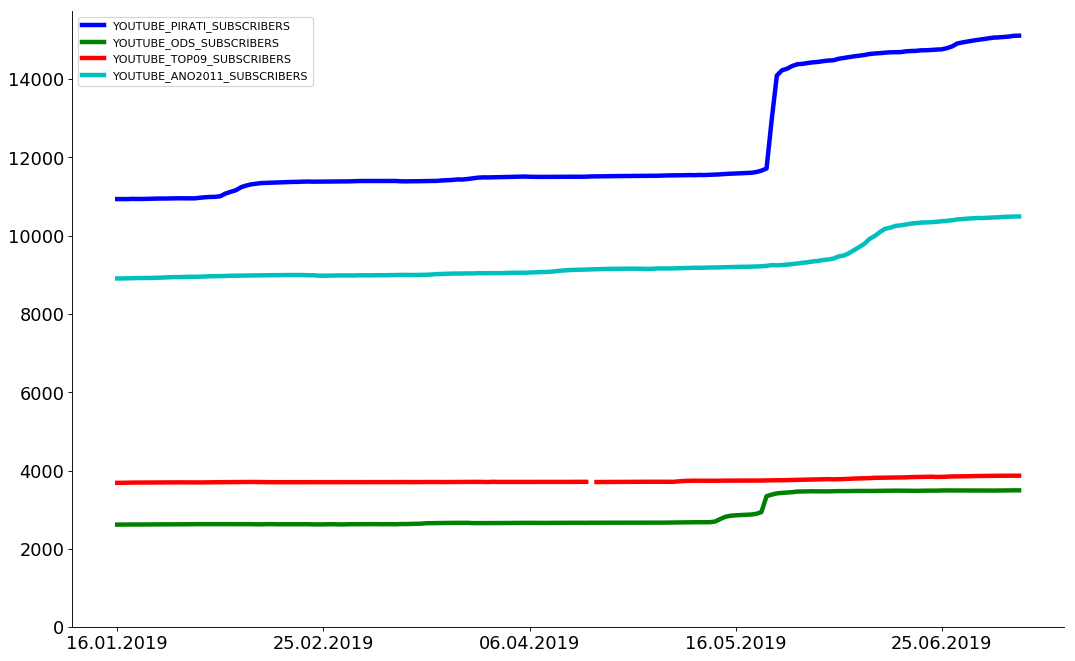 YOUTUBE_PIRATI_SUBSCRIBERS
YOUTUBE_ODS_SUBSCRIBERS
YOUTUBE_TOP09_SUBSCRIBERS
YOUTUBE_ANO2011_SUBSCRIBERS
14000
12000
10000
8000
6000
4000
2000
0
16.01.2019 25.02.2019 06.04.2019 16.05.2019 25.06.2019